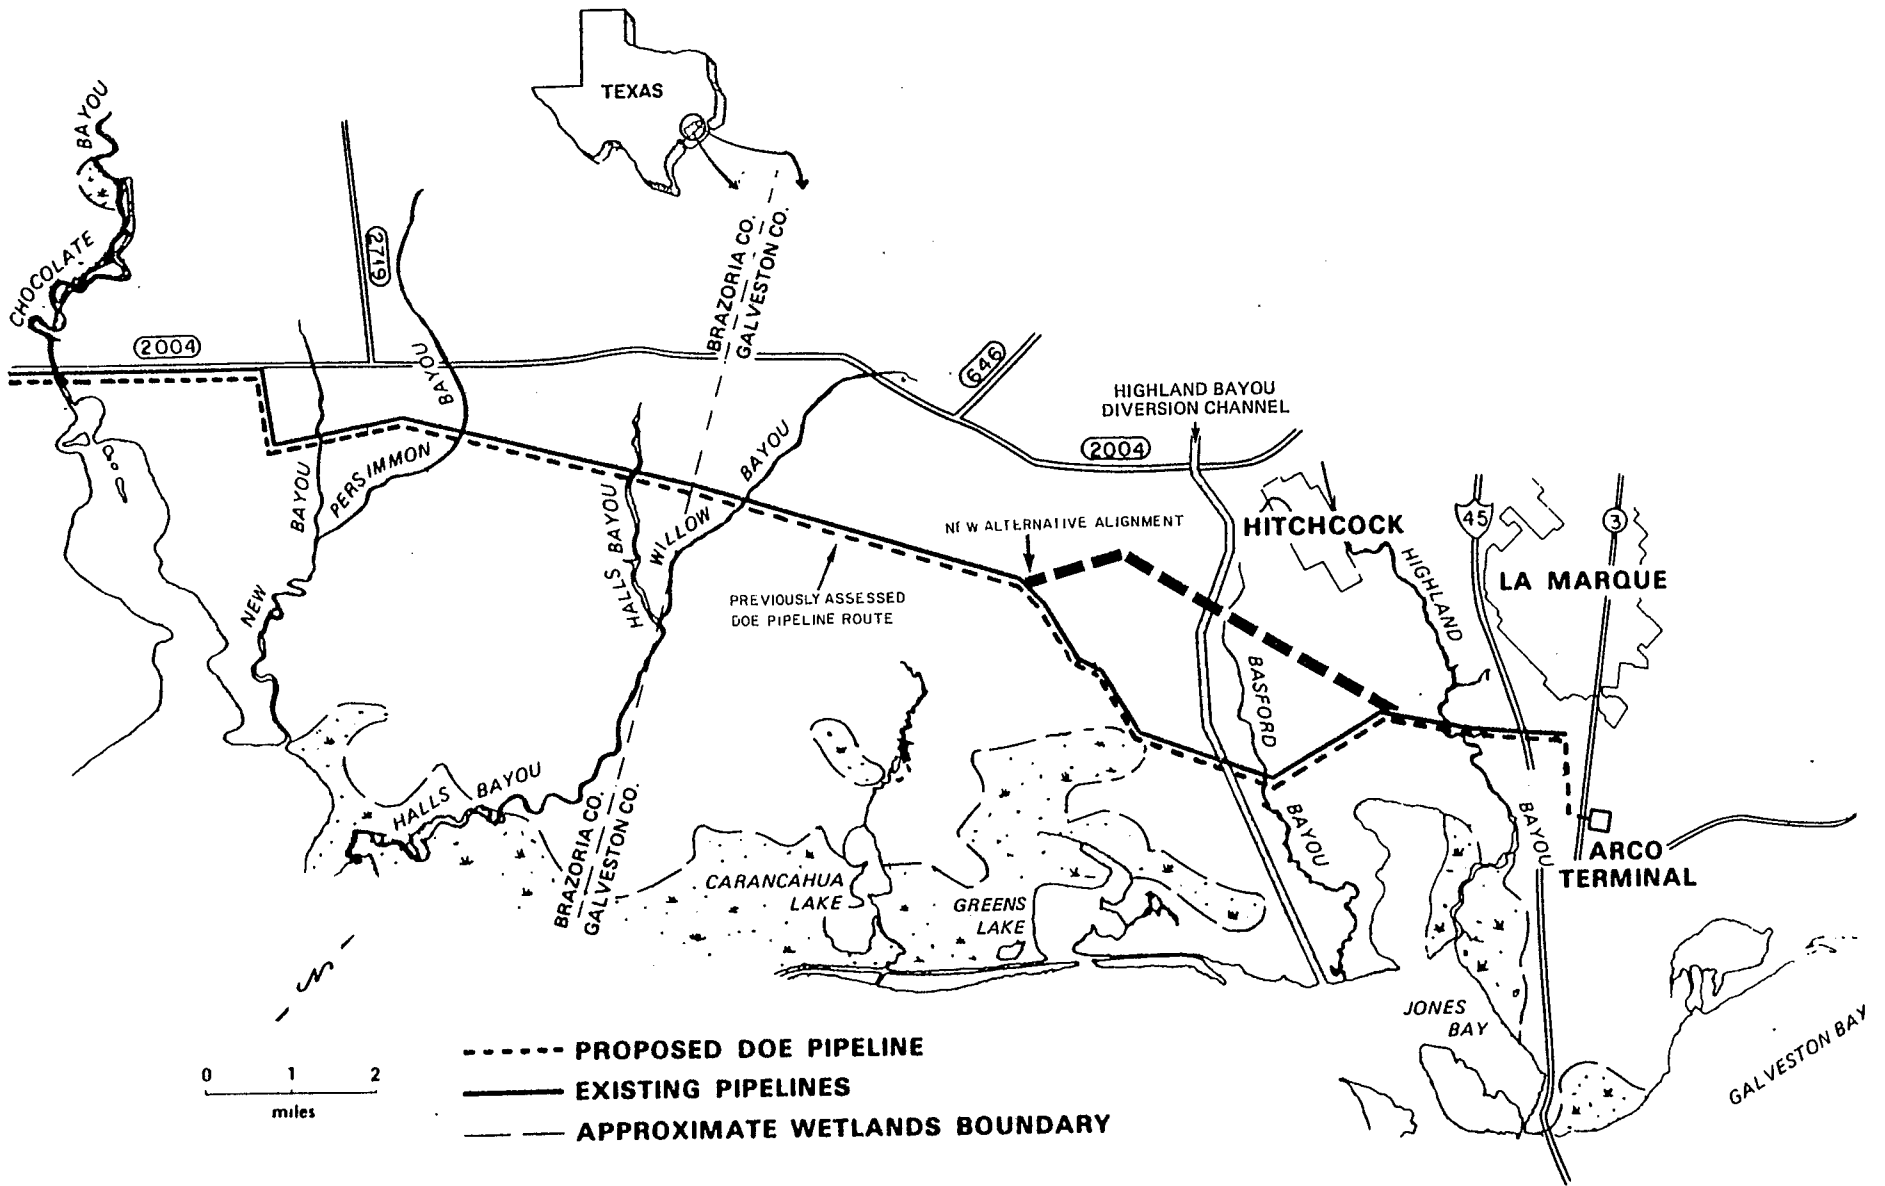 TEXAS
CHOCOLATE BAYOU
2719
BRAZORIA CO.
GALVESTON CO.
2004
646
HIGHLAND BAYOU
DIVERSION CHANNEL
2004
PERSIMMON BAYOU
NEW BAYOU
HALLS BAYOU
WILLOW BAYOU
NEW ALTERNATIVE ALIGNMENT
PREVIOUSLY ASSESSED
DOE PIPELINE ROUTE
HITCHCOCK
45
3
LA MARQUE
HIGHLAND BAYOU
BASFORD BAYOU
HALLS BAYOU
BRAZORIA CO.
GALVESTON CO.
CARANCAHUA
LAKE
GREENS
LAKE
ARCO
TERMINAL
JONES
BAY
GALVESTON BAY
N
0 1 2
miles
PROPOSED DOE PIPELINE
EXISTING PIPELINES
APPROXIMATE WETLANDS BOUNDARY